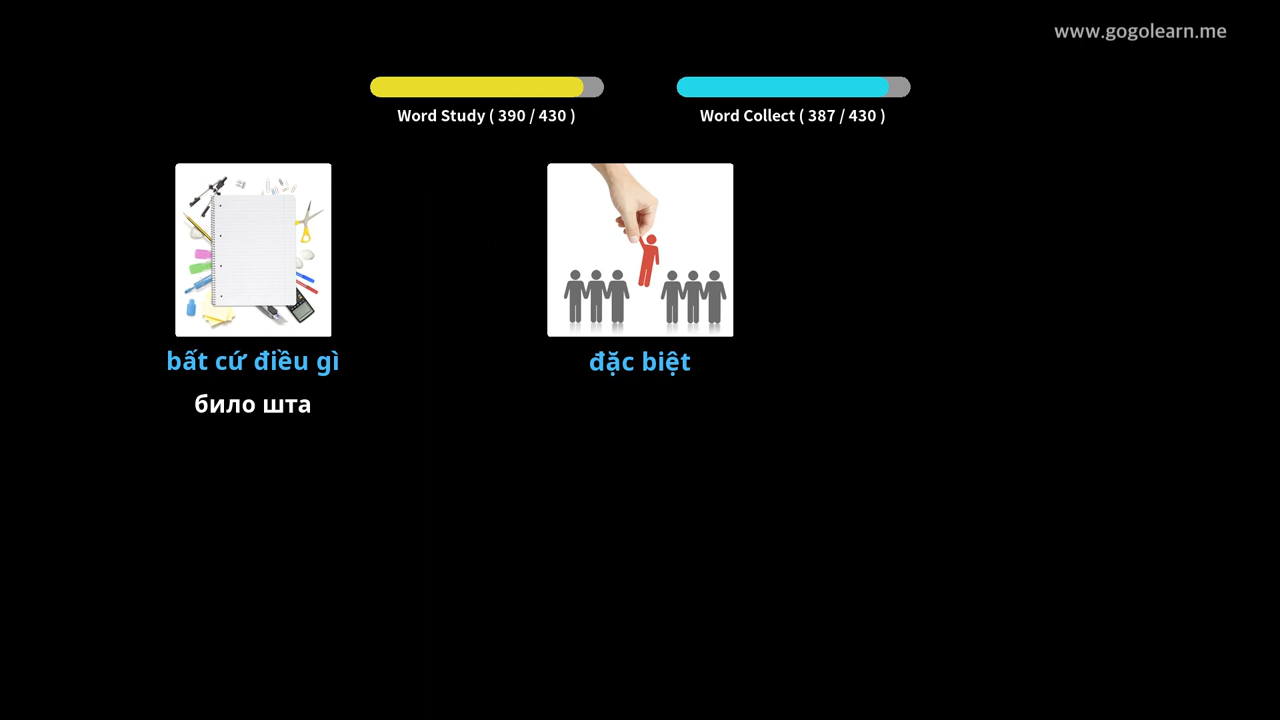 www.gogolearn.me
Word Study ( 390 / 430 )
Word Collect ( 387 / 430 )
bất cứ điều gì
đặc biệt
било шта